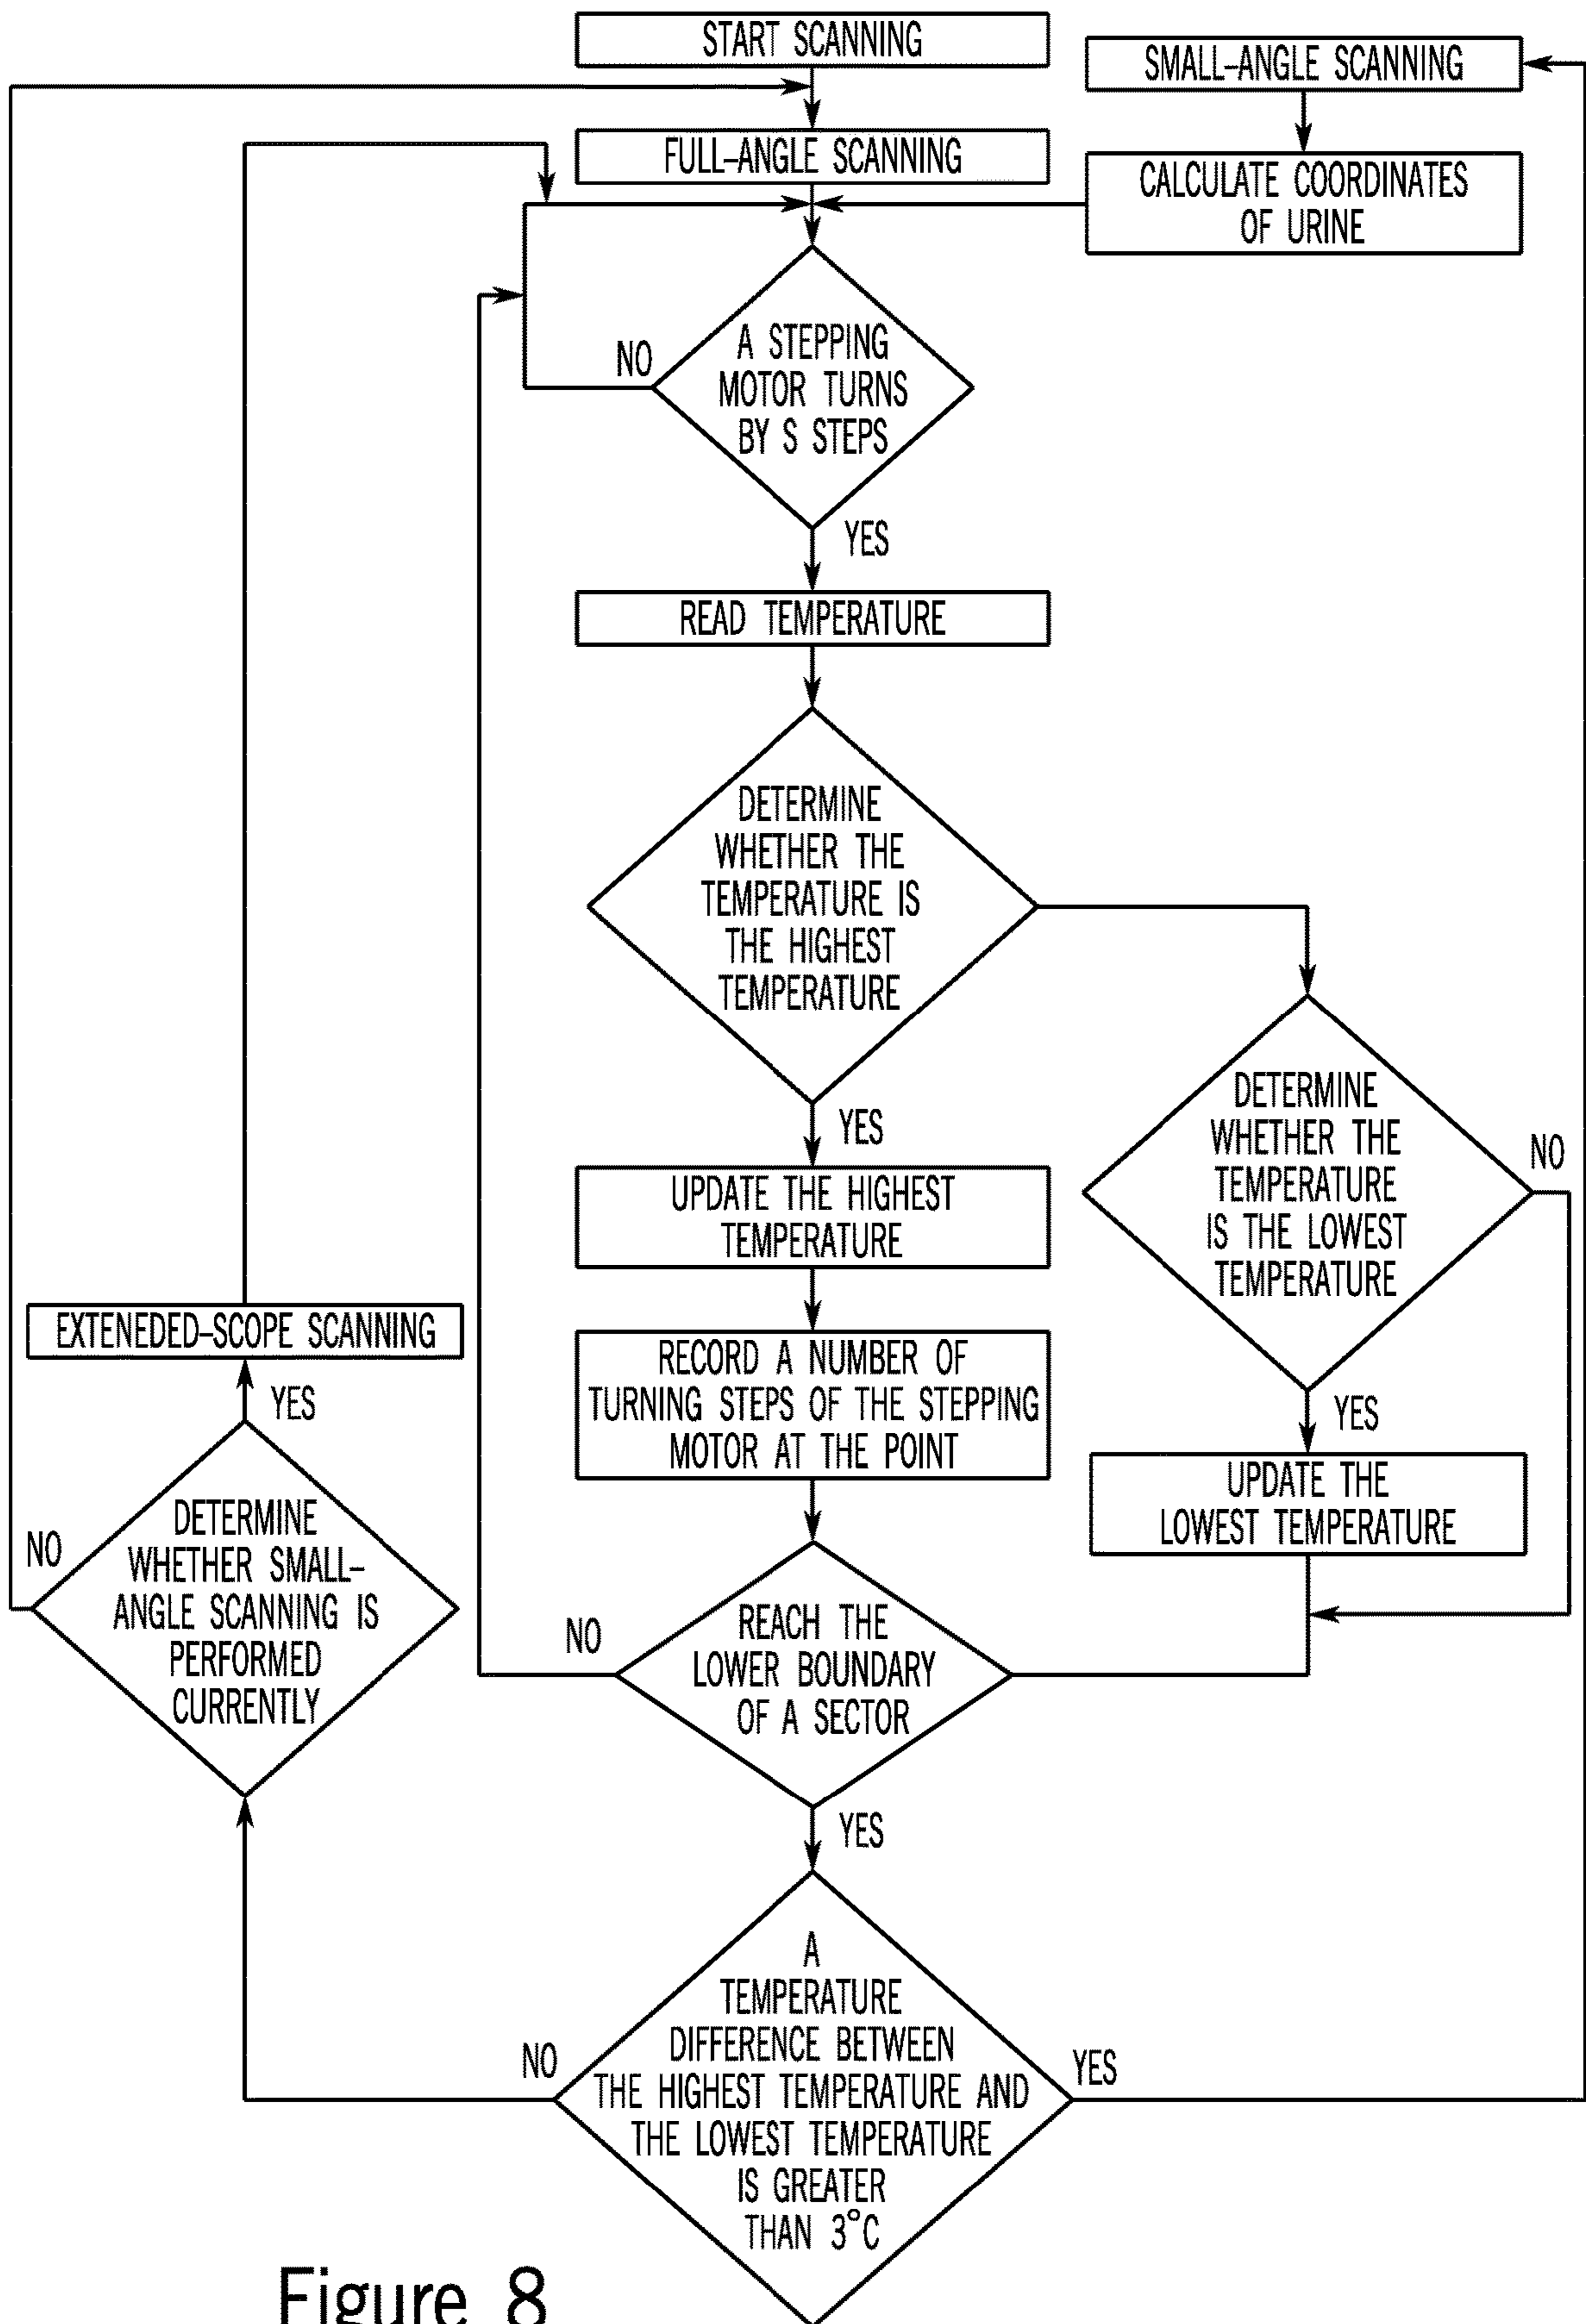 START SCANNING
SMALL–ANGLE SCANNING
FULL–ANGLE SCANNING
CALCULATE COORDINATES
OF URINE
A STEPPING
MOTOR TURNS
BY S STEPS
NO
YES
READ TEMPERATURE
DETERMINE
WHETHER THE
TEMPERATURE IS
THE HIGHEST
TEMPERATURE
YES
DETERMINE
WHETHER THE
TEMPERATURE
IS THE LOWEST
TEMPERATURE
NO
YES
UPDATE THE HIGHEST
TEMPERATURE
RECORD A NUMBER OF
TURNING STEPS OF THE STEPPING
MOTOR AT THE POINT
UPDATE THE
LOWEST TEMPERATURE
EXTENEDED–SCOPE SCANNING
YES
DETERMINE
WHETHER SMALL–
ANGLE SCANNING IS
PERFORMED
CURRENTLY
NO
REACH THE
LOWER BOUNDARY
OF A SECTOR
NO
YES
A
TEMPERATURE
DIFFERENCE BETWEEN
THE HIGHEST TEMPERATURE AND
THE LOWEST TEMPERATURE
IS GREATER
THAN 3°C
NO
YES
Figure 8